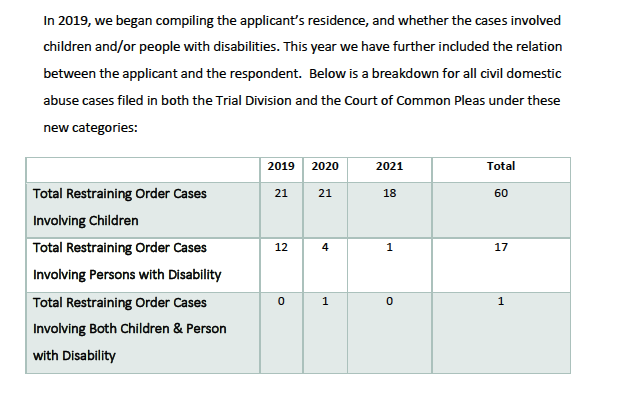 In 2019, we began compiling the applicant's residence, and whether the cases involved
children and/or people with disabilities. This year we have further included the relation
between the applicant and the respondent.  Below is a breakdown for all civil domestic
abuse cases filed in both the Trial Division and the Court of Common Pleas under these
new categories:
2019 2020 2021 Total
Total Restraining Order Cases 21 21 18 60
Involving Children
Total Restraining Order Cases 12 4 1 17
Involving Persons with Disability
Total Restraining Order Cases 0 1 0 1
Involving Both Children & Person
with Disability